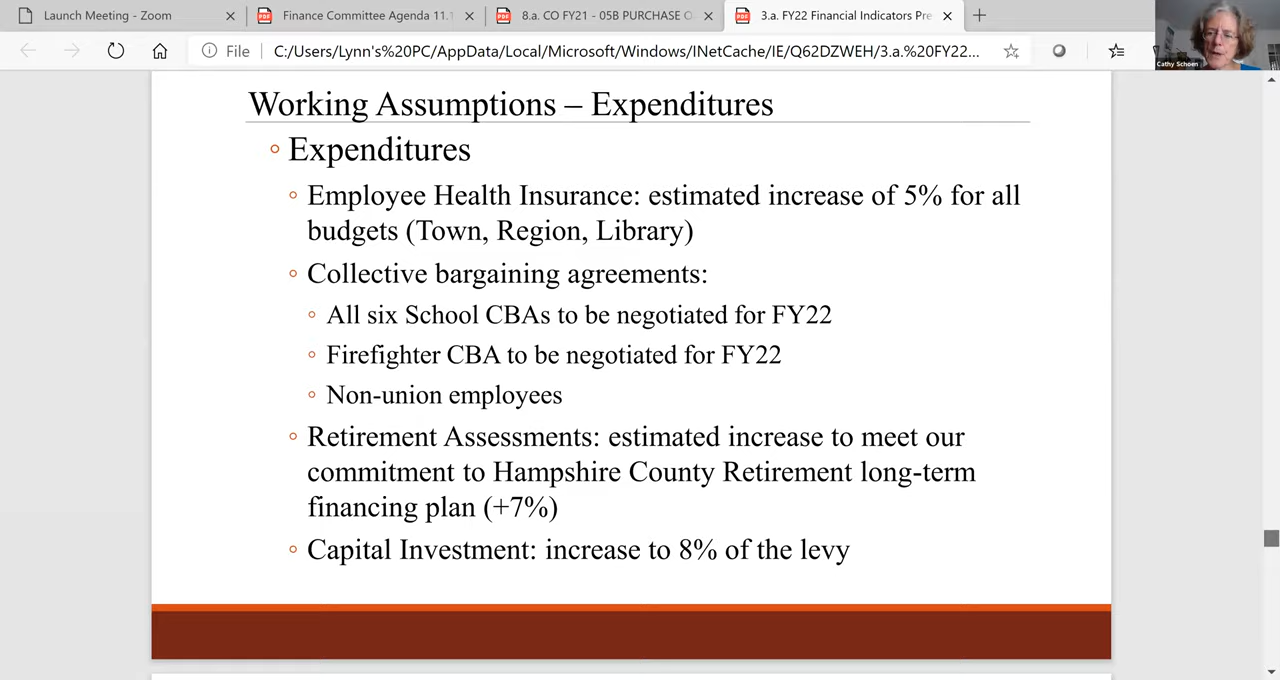 Launch Meeting - Zoom
Finance Committee Agenda 11.1
8.a. CO FY21 - 05B PURCHASE O
3.a. FY22 Financial Indicators Pre
File
C:/Users/Lynn's%20PC/AppData/Local/Microsoft/Windows/INetCache/IE/Q62DZWEH/3.a.%20FY22...
Cathy Schoen
Working Assumptions – Expenditures
Expenditures
Employee Health Insurance: estimated increase of 5% for all
budgets (Town, Region, Library)
Collective bargaining agreements:
All six School CBAs to be negotiated for FY22
Firefighter CBA to be negotiated for FY22
Non-union employees
Retirement Assessments: estimated increase to meet our
commitment to Hampshire County Retirement long-term
financing plan (+7%)
Capital Investment: increase to 8% of the levy